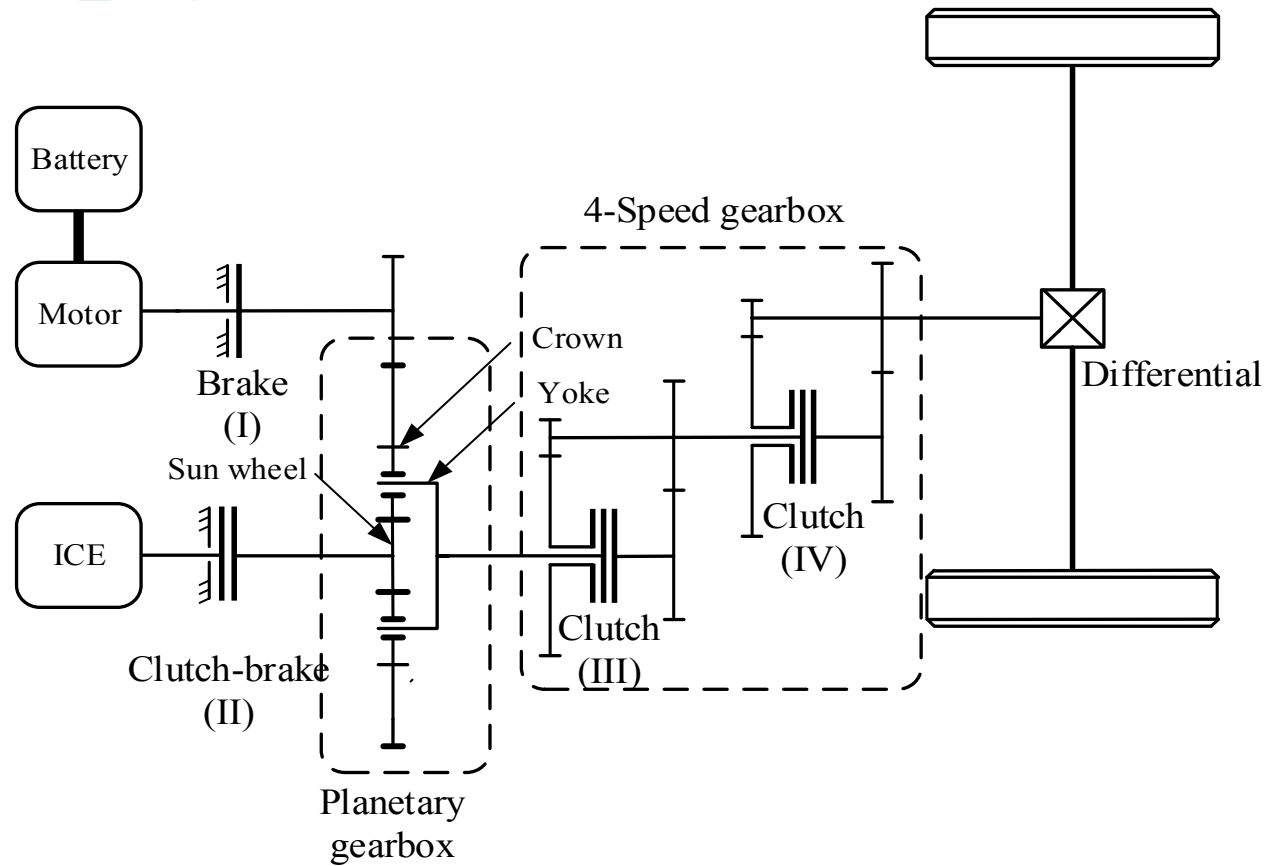 Battery
4-Speed gearbox
Motor
Crown
Brake
(I)
Yoke
Differential
Sun wheel
ICE
Clutch
(IV)
Clutch
(III)
Clutch-brake
(II)
Planetary
gearbox